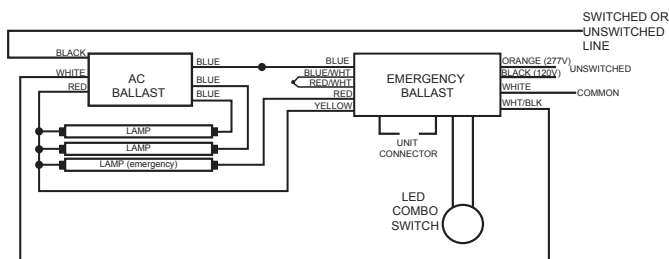 SWITCHED OR
UNSWITCHED
LINE
BLACK
WHITE
RED
AC
BALLAST
BLUE
BLUE
BLUE
BLUE
BLUE/WHT
RED/WHT
RED
YELLOW
EMERGENCY
BALLAST
ORANGE (277V)
BLACK (120V)
UNSWITCHED
WHITE
COMMON
WHT/BLK
LAMP
LAMP
LAMP (emergency)
UNIT
CONNECTOR
LED
COMBO
SWITCH